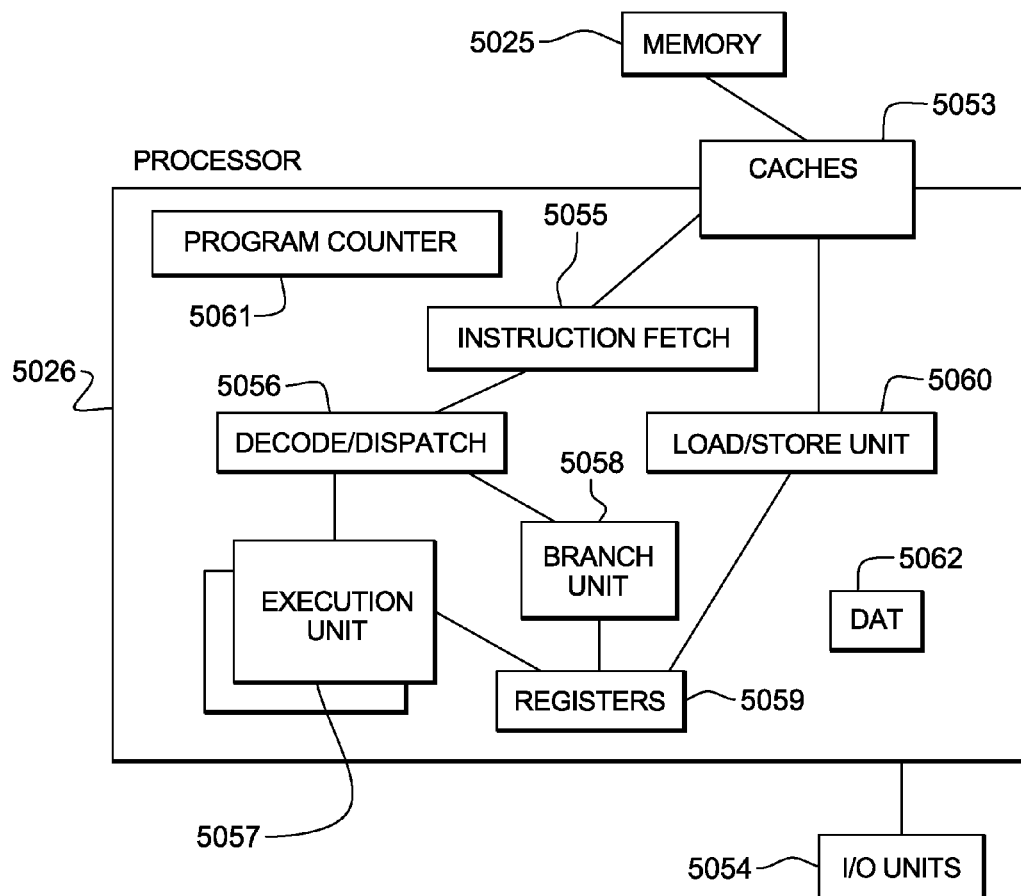 MEMORY
5025
5053
CACHES
PROCESSOR
PROGRAM COUNTER
5061
5055
INSTRUCTION FETCH
5026
5056
DECODE/DISPATCH
5060
LOAD/STORE UNIT
5058
BRANCH
UNIT
EXECUTION
UNIT
5062
DAT
REGISTERS
5059
5057
5054
I/O UNITS